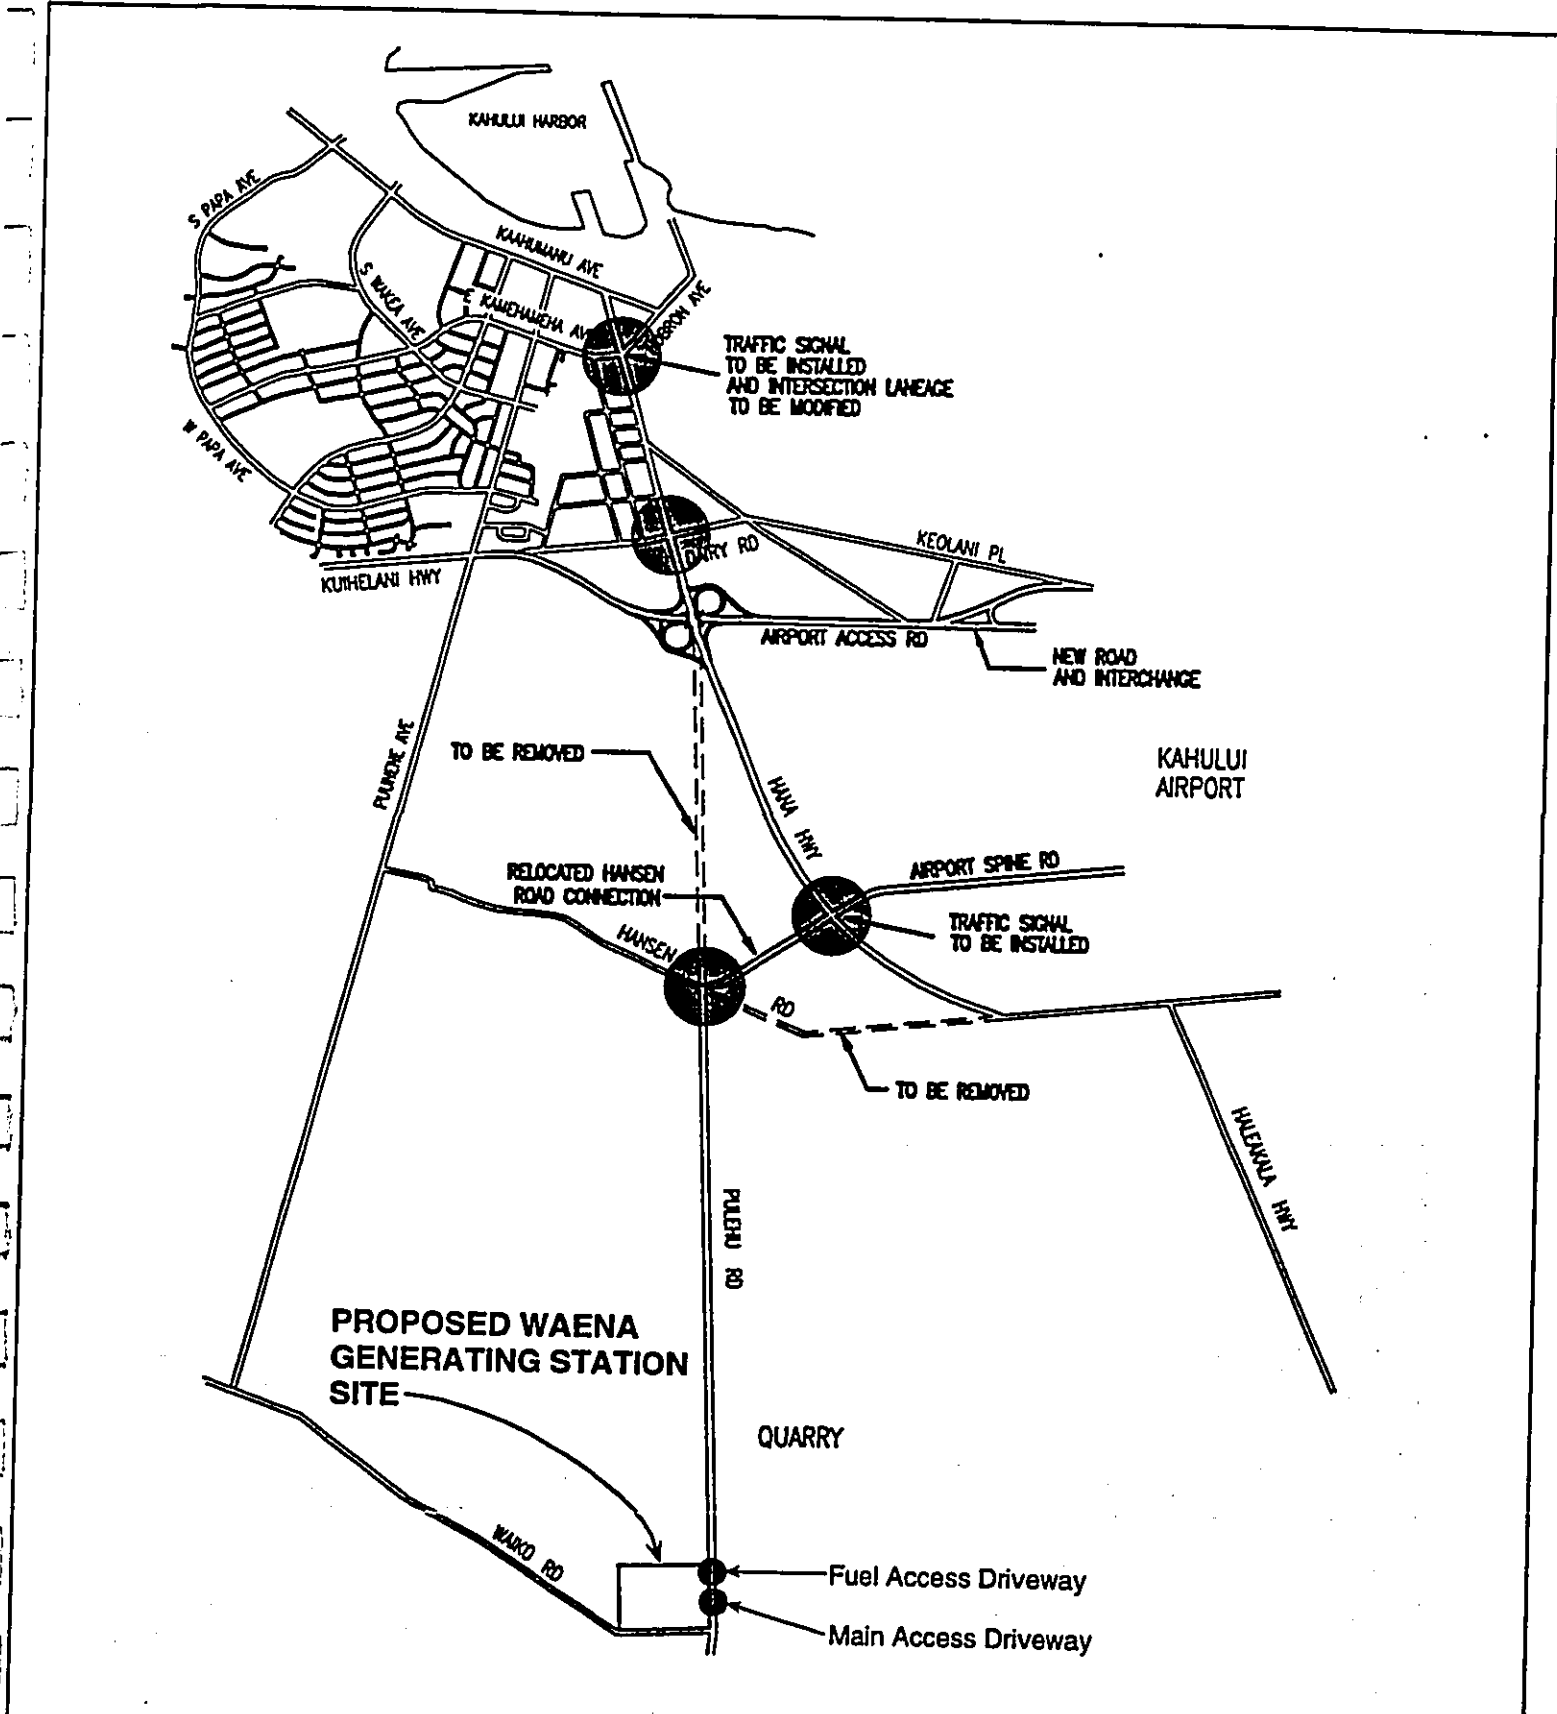 KAHULUI HARBOR
S PAPA AVE
KAAHUMANU AVE
S WAKEA AVE
E KAMEHAMEHA AVE
HOBRON AVE
TRAFFIC SIGNAL
TO BE INSTALLED
AND INTERSECTION LANEAGE
TO BE MODIFIED
W PAPA AVE
DAIRY RD
KEOLANI PL
KUIHELANI HWY
AIRPORT ACCESS RD
NEW ROAD
AND INTERCHANGE
PUUNENE AVE
TO BE REMOVED
KAHULUI
AIRPORT
HANA HWY
RELOCATED HANSEN
ROAD CONNECTION
AIRPORT SPINE RD
TRAFFIC SIGNAL
TO BE INSTALLED
HANSEN
RD
TO BE REMOVED
HALEAKALA HWY
PULEHU RD
PROPOSED WAENA
GENERATING STATION
SITE
QUARRY
WAIKO RD
Fuel Access Driveway
Main Access Driveway